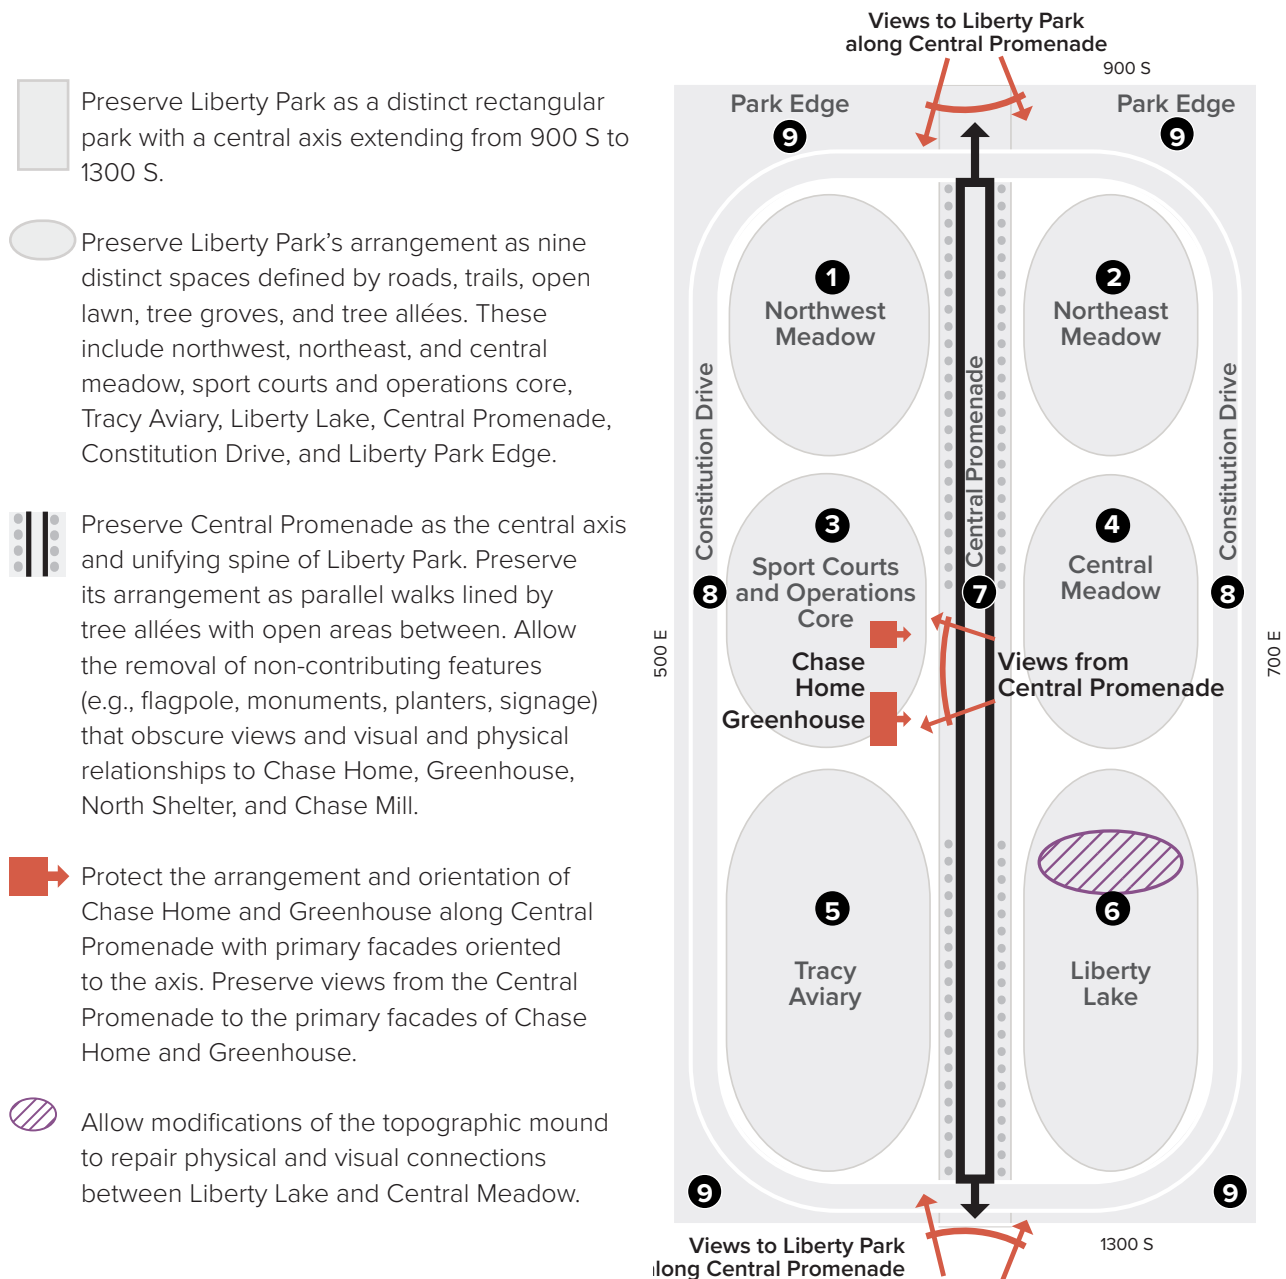 Preserve Liberty Park as a distinct rectangular
park with a central axis extending from 900 S to
1300 S.
Preserve Liberty Park's arrangement as nine
distinct spaces defined by roads, trails, open
lawn, tree groves, and tree allées. These
include northwest, northeast, and central
meadow, sport courts and operations core,
Tracy Aviary, Liberty Lake, Central Promenade,
Constitution Drive, and Liberty Park Edge.
Preserve Central Promenade as the central axis
and unifying spine of Liberty Park. Preserve
its arrangement as parallel walks lined by
tree allées with open areas between. Allow
the removal of non-contributing features
(e.g., flagpole, monuments, planters, signage)
that obscure views and visual and physical
relationships to Chase Home, Greenhouse,
North Shelter, and Chase Mill.
Protect the arrangement and orientation of
Chase Home and Greenhouse along Central
Promenade with primary facades oriented
to the axis. Preserve views from the Central
Promenade to the primary facades of Chase
Home and Greenhouse.
Allow modifications of the topographic mound
to repair physical and visual connections
between Liberty Lake and Central Meadow.
Views to Liberty Park
along Central Promenade
900 S
Park Edge
9
Park Edge
9
1
Northwest
Meadow
2
Northeast
Meadow
Constitution Drive
Central Promenade
Constitution Drive
3
Sport Courts
and Operations
Core
4
Central
Meadow
8
7
8
500 E
700 E
Chase
Home
Greenhouse
Views from
Central Promenade
5
Tracy
Aviary
6
Liberty
Lake
9
9
1300 S
Views to Liberty Park
long Central Promenade